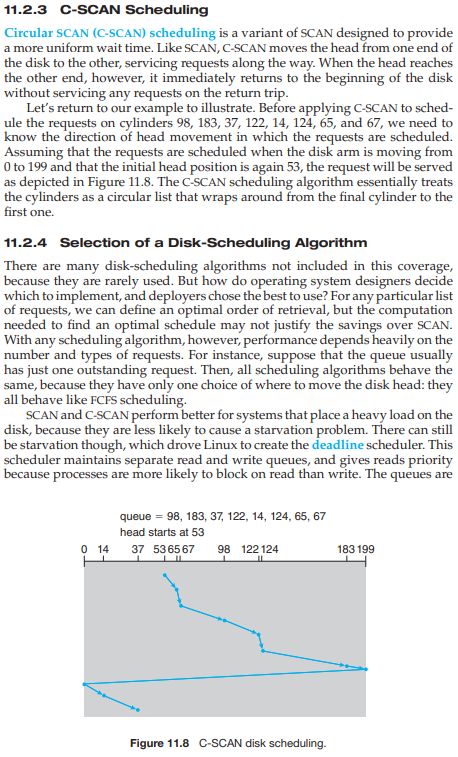 11.2.3 C-SCAN Scheduling
Circular SCAN (C-SCAN) scheduling is a variant of SCAN designed to provide
a more uniform wait time. Like SCAN, C-SCAN moves the head from one end of
the disk to the other, servicing requests along the way. When the head reaches
the other end, however, it immediately returns to the beginning of the disk
without servicing any requests on the return trip.
Let's return to our example to illustrate. Before applying C-SCAN to sched-
ule the requests on cylinders 98, 183, 37, 122, 14, 124, 65, and 67, we need to
know the direction of head movement in which the requests are scheduled.
Assuming that the requests are scheduled when the disk arm is moving from
0 to 199 and that the initial head position is again 53, the request will be served
as depicted in Figure 11.8. The C-SCAN scheduling algorithm essentially treats
the cylinders as a circular list that wraps around from the final cylinder to the
first one.
11.2.4 Selection of a Disk-Scheduling Algorithm
There are many disk-scheduling algorithms not included in this coverage,
because they are rarely used. But how do operating system designers decide
which to implement, and deployers chose the best to use? For any particular list
of requests, we can define an optimal order of retrieval, but the computation
needed to find an optimal schedule may not justify the savings over SCAN.
With any scheduling algorithm, however, performance depends heavily on the
number and types of requests. For instance, suppose that the queue usually
has just one outstanding request. Then, all scheduling algorithms behave the
same, because they have only one choice of where to move the disk head: they
all behave like FCFS scheduling.
SCAN and C-SCAN perform better for systems that place a heavy load on the
disk, because they are less likely to cause a starvation problem. There can still
be starvation though, which drove Linux to create the deadline scheduler. This
scheduler maintains separate read and write queues, and gives reads priority
because processes are more likely to block on read than write. The queues are
queue = 98, 183, 37, 122, 14, 124, 65, 67
head starts at 53
0 14 37 53 65 67 98 122 124 183 199
Figure 11.8 C-SCAN disk scheduling.